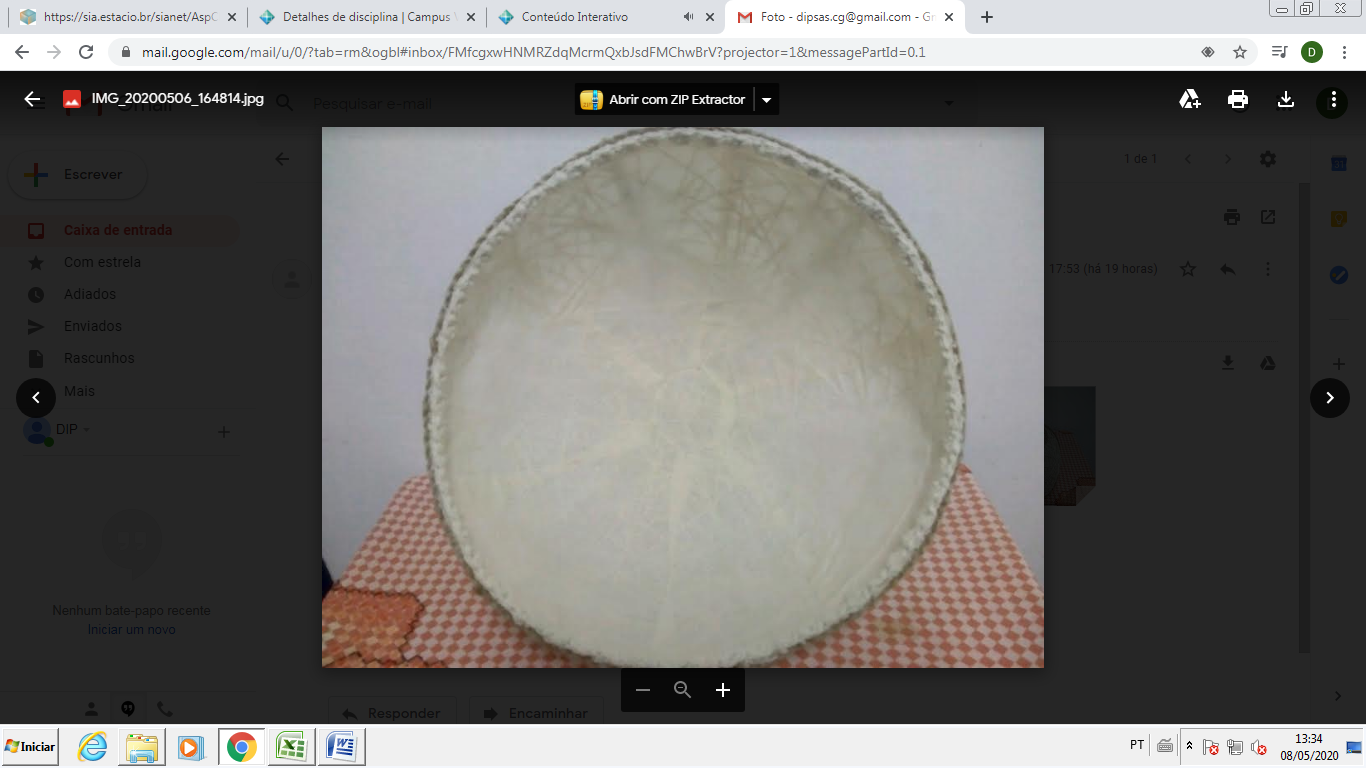 https://sia.estacio.br/sianet/AspC
Detalhes de disciplina | Campus V
Conteúdo Interativo
Foto - dipsas.cg@gmail.com - Gm
mail.google.com/mail/u/0/?tab=rm&ogbl#inbox/FMfcgxwHNMRZdqMcrmQxbJsdFMChwBrV?projector=1&messagePartId=0.1
D
IMG_20200506_164814.jpg
Pesquisar e-mail
Abrir com ZIP Extractor
Escrever
1 de 1
Caixa de entrada
Com estrela
17:53 (há 19 horas)
Adiados
Enviados
Rascunhos
Mais
DIP
Nenhum bate-papo recente
Iniciar um novo
Responder
Encaminhar
Iniciar
PT
13:34
08/05/2020